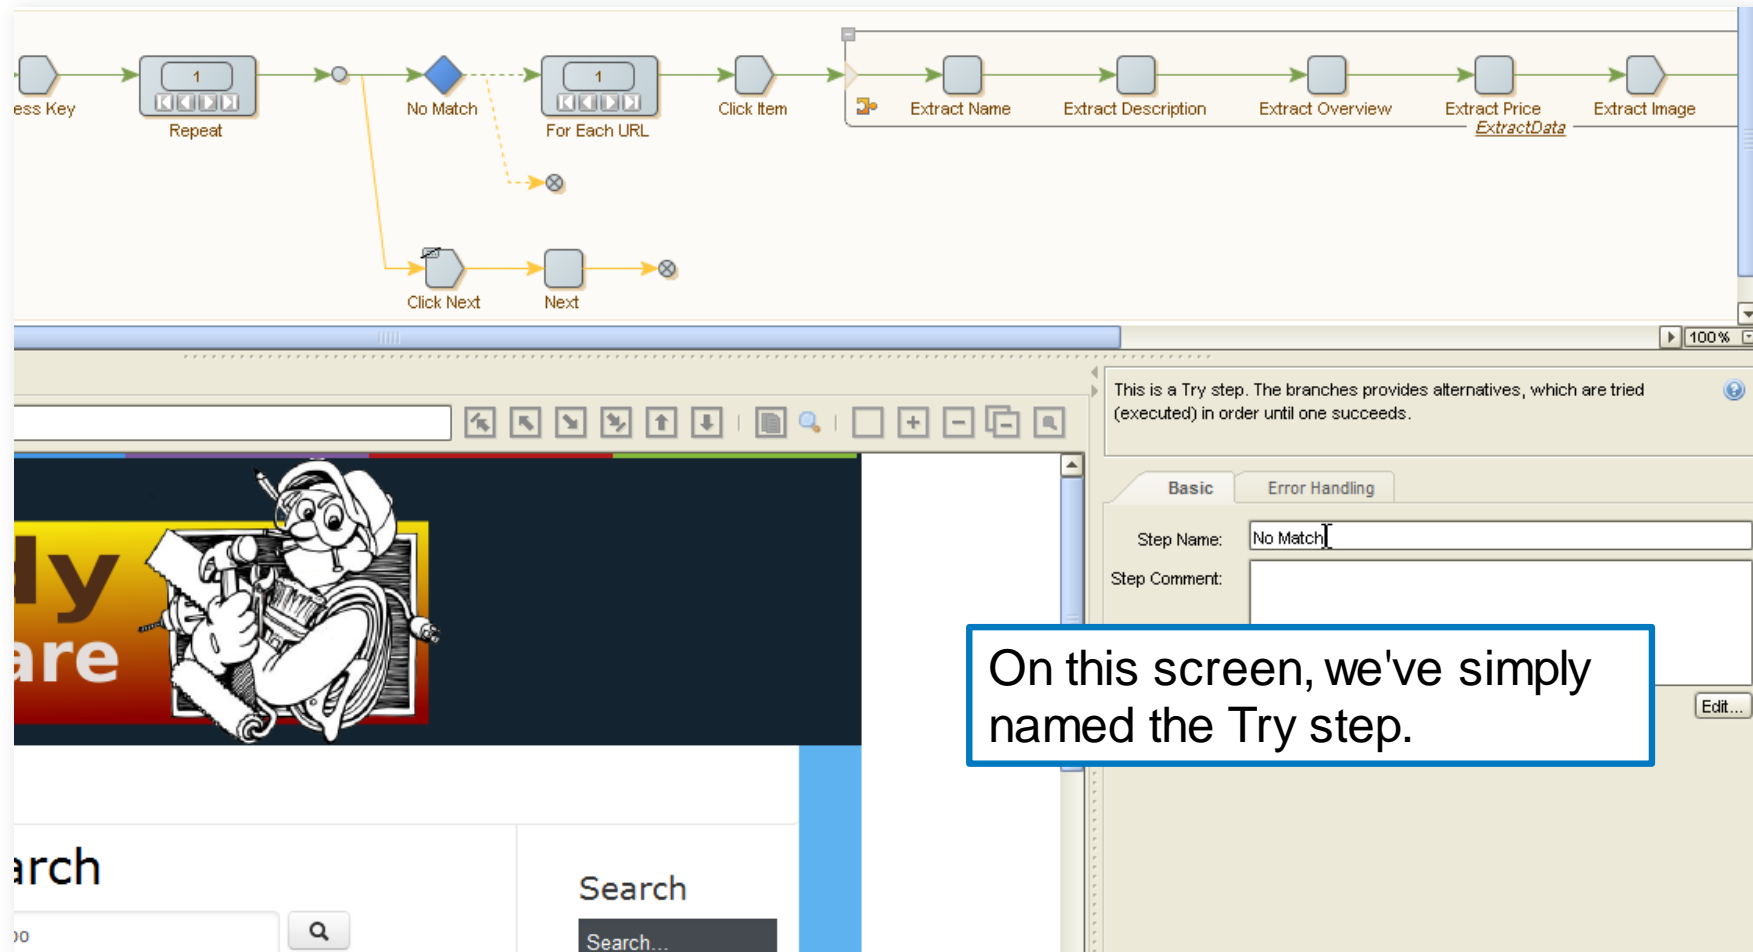 1
1
ess Key
Repeat
No Match
For Each URL
Click Item
Extract Name
Extract Description
Extract Overview
Extract Price
Extract Image
ExtractData
Click Next
Next
100%
This is a Try step. The branches provides alternatives, which are tried
(executed) in order until one succeeds.
Basic
Error Handling
Step Name:
No Match
Step Comment:
Edit...
On this screen, we've simply
named the Try step.
dy
are
arch
Search
oo
Search...